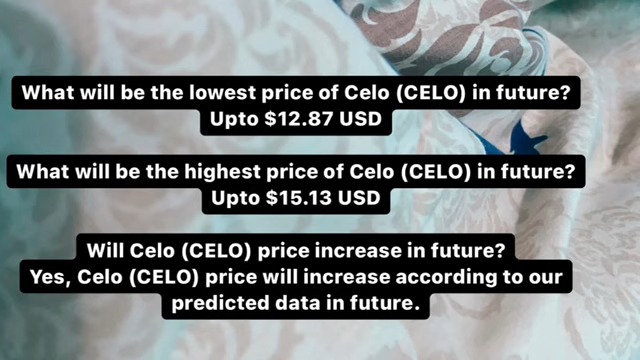 What will be the lowest price of Celo (CELO) in future?
Upto $12.87 USD
What will be the highest price of Celo (CELO) in future?
Upto $15.13 USD
Will Celo (CELO) price increase in future?
Yes, Celo (CELO) price will increase according to our
predicted data in future.